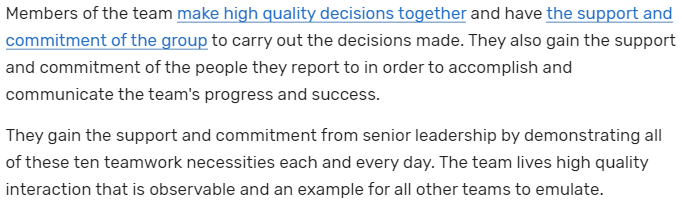 Members of the team make high quality decisions together and have the support and
commitment of the group to carry out the decisions made. They also gain the support
and commitment of the people they report to in order to accomplish and
communicate the team's progress and success.
They gain the support and commitment from senior leadership by demonstrating all
of these ten teamwork necessities each and every day. The team lives high quality
interaction that is observable and an example for all other teams to emulate.